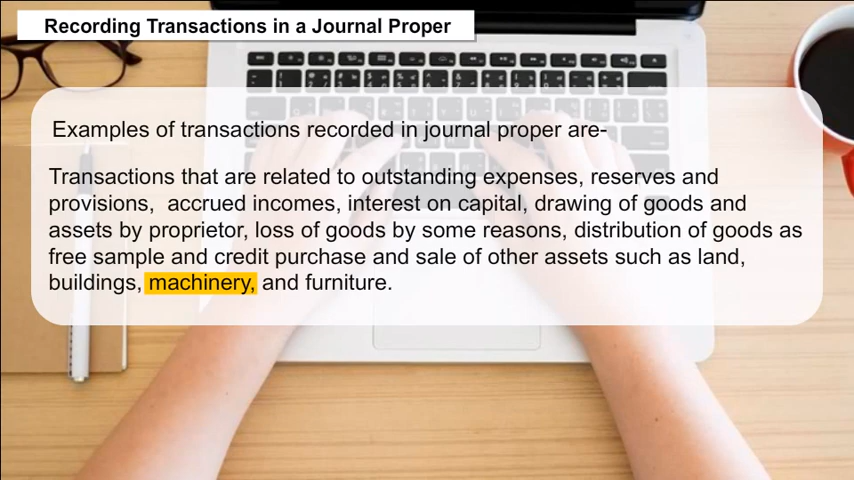 Recording Transactions in a Journal Proper
Examples of transactions recorded in journal proper are-
Transactions that are related to outstanding expenses, reserves and
provisions,  accrued incomes, interest on capital, drawing of goods and
assets by proprietor, loss of goods by some reasons, distribution of goods as
free sample and credit purchase and sale of other assets such as land,
buildings, machinery, and furniture.